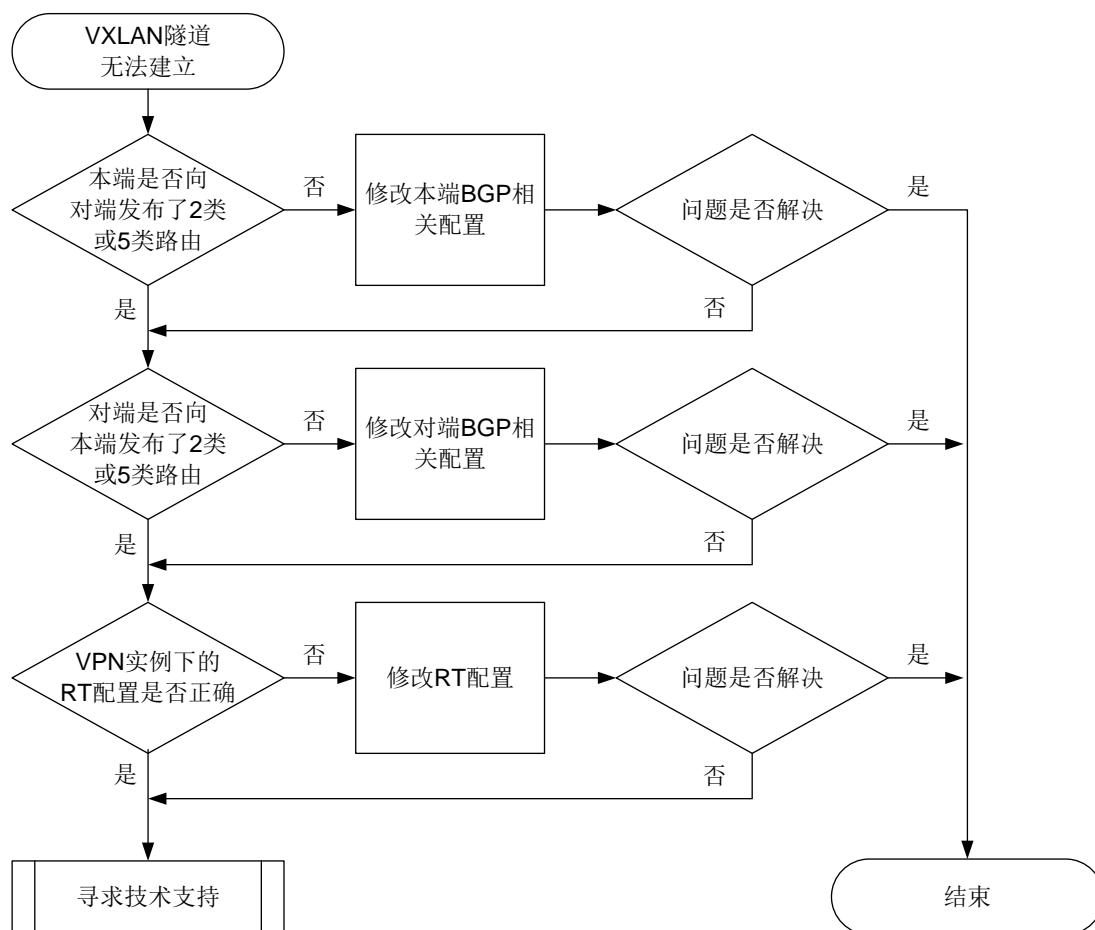 VXLAN隧道
无法建立
本端是否向
对端发布了2类
或5类路由
否
修改本端BGP相
关配置
问题是否解决
是
是
否
对端是否向
本端发布了2类
或5类路由
否
修改对端BGP相
关配置
问题是否解决
是
是
否
VPN实例下的
RT配置是否正确
否
修改RT配置
问题是否解决
是
是
否
寻求技术支持
结束